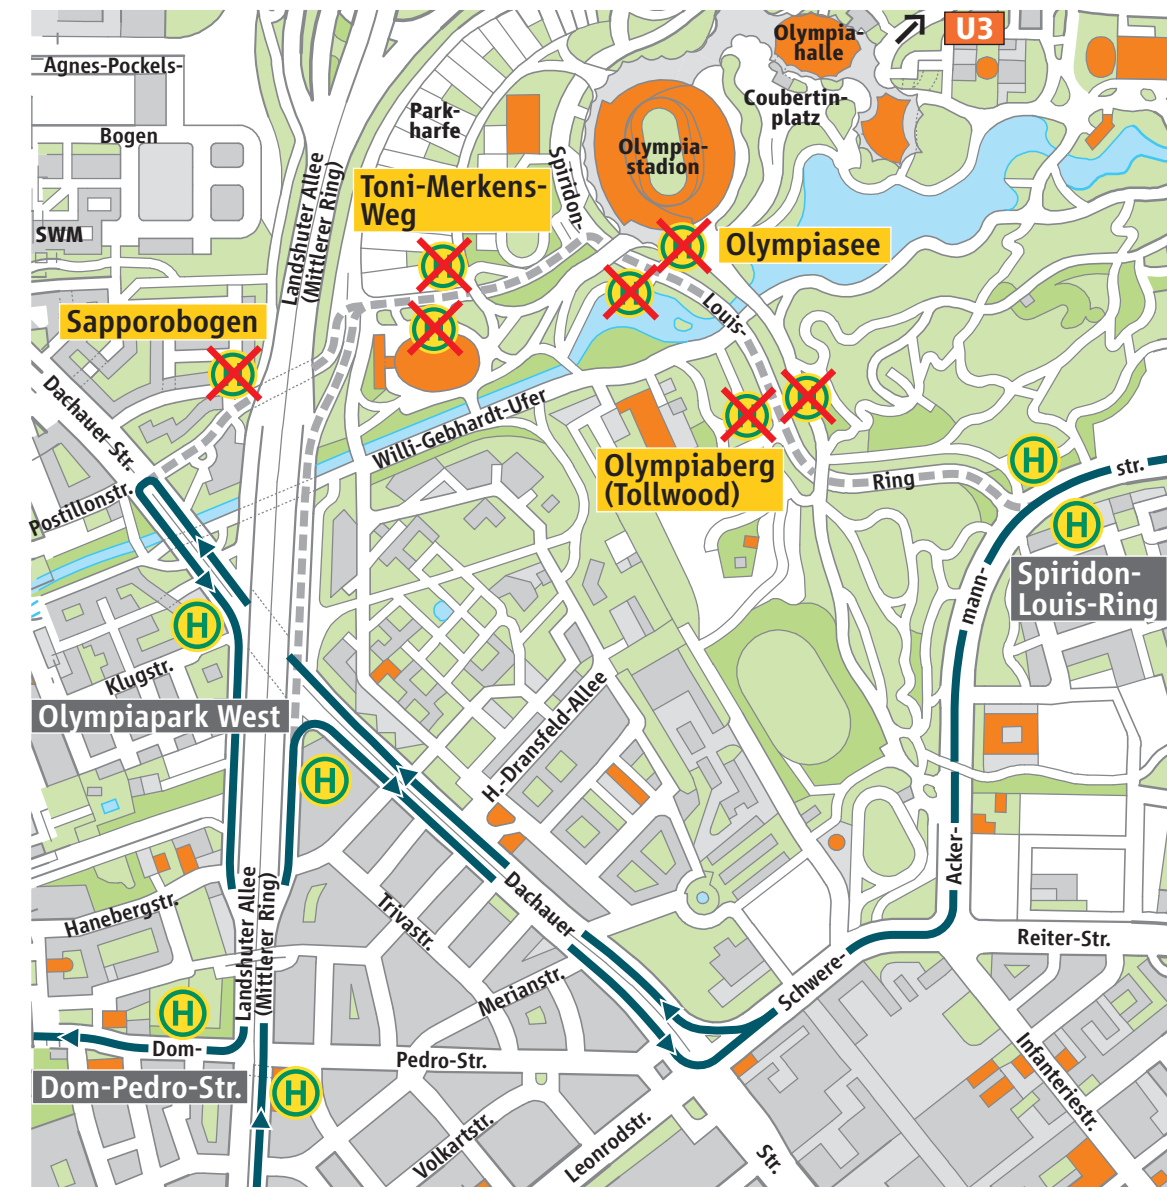 U3
Olympia-
halle
Agnes-Pockels-
Bogen
Park-
harfe
Coubertin-
platz
Olympia-
stadion
Spiridon-
Landshuter Allee
(Mittlerer Ring)
Toni-Merkens-
Weg
SWM
Olympiasee
H
H
H
H
Sapporobogen
Louis-
H
Dachauer Str.
Willi-Gebhardt-Ufer
H
H
Olympiaberg
(Tollwood)
Ring
H
str.
Postillonstr.
H
Spiridon-
Louis-Ring
mann-
H
Klugstr.
Olympiapark West
H.-Dransfeld-Allee
H
Acker-
Landshuter Allee
(Mittlerer Ring)
Hanebergstr.
Trivastr.
Dachauer
Reiter-Str.
Schwere-
Merianstr.
H
Dom-
Pedro-Str.
Dom-Pedro-Str.
H
Infanteriestr.
Volkartstr.
Leonrodstr.
Str.